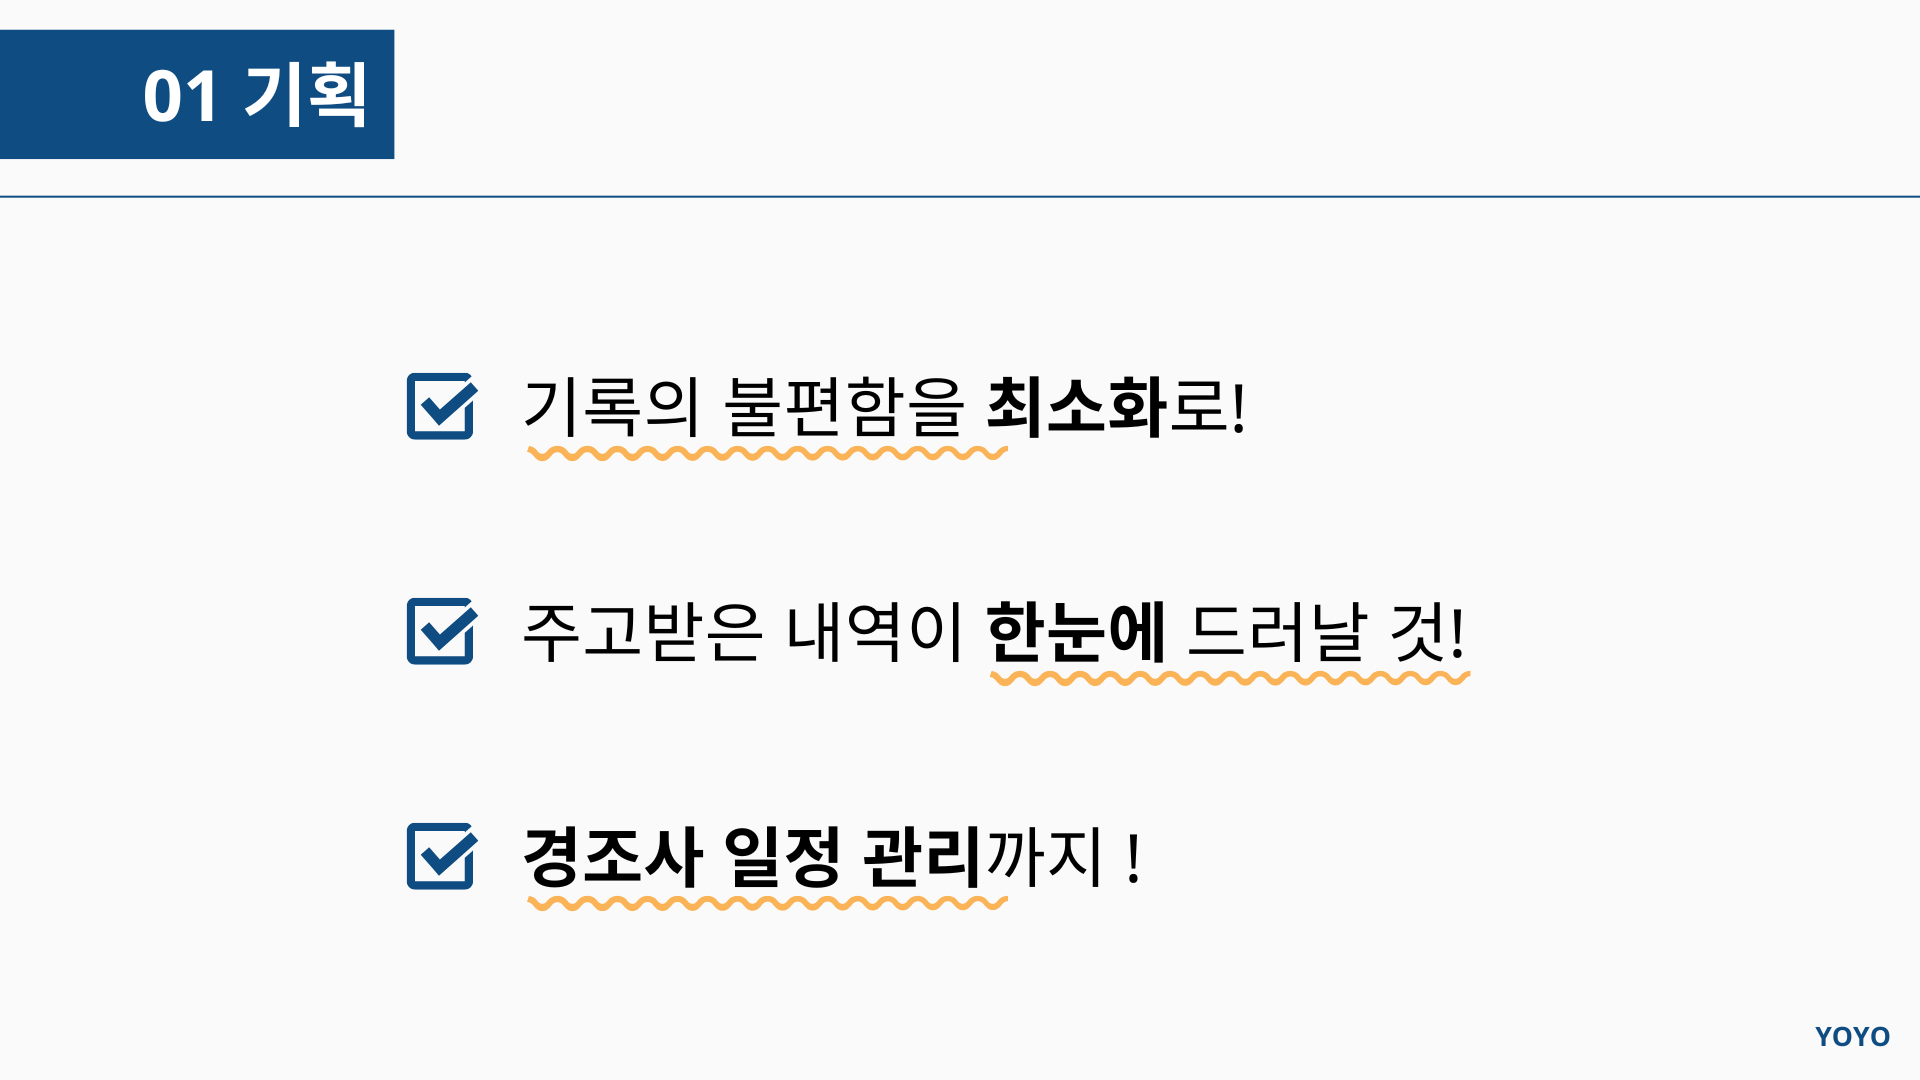 01 기획
기록의 불편함을 최소화로!
주고받은 내역이 한눈에 드러날 것!
경조사 일정 관리까지 !
YOYO